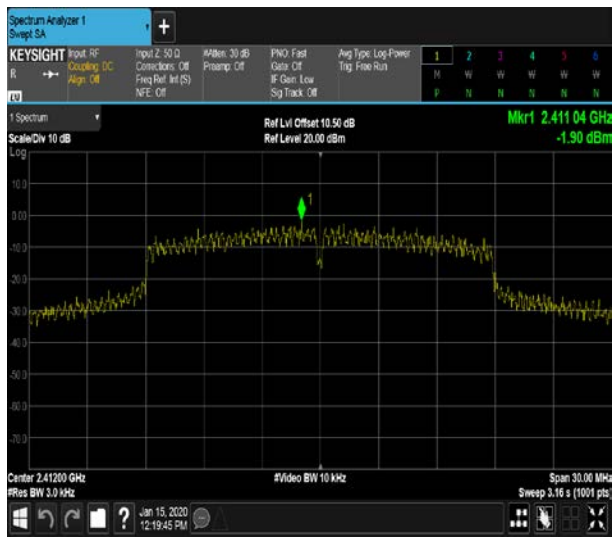 Spectrum Analyzer 1
Swept SA
+
KEYSIGHT
R
Input: RF
Coupling: DC
Align: Off
Input Z: 50 Ω
Corrections: Off
Freq Ref: Int (S)
NFE: Off
#Atten: 30 dB
Preamp: Off
PNO: Fast
Gate: Off
IF Gain: Low
Sig Track: Off
Avg Type: Log-Power
Trig: Free Run
1 2 3 4 5 6
M W W W W W
P N N N N N
1 Spectrum
Scale/Div 10 dB
Log
Ref Lvl Offset 10.50 dB
Ref Level 20.00 dBm
Mkr1 2.411 04 GHz
-1.90 dBm
1
10.0
0.00
-10.0
-20.0
-30.0
-40.0
-50.0
-60.0
-70.0
Center 2.41200 GHz
#Res BW 3.0 kHz
#Video BW 10 kHz
Span 30.00 MHz
Sweep 3.16 s (1001 pts)
?
Jan 15, 2020
12:19:45 PM